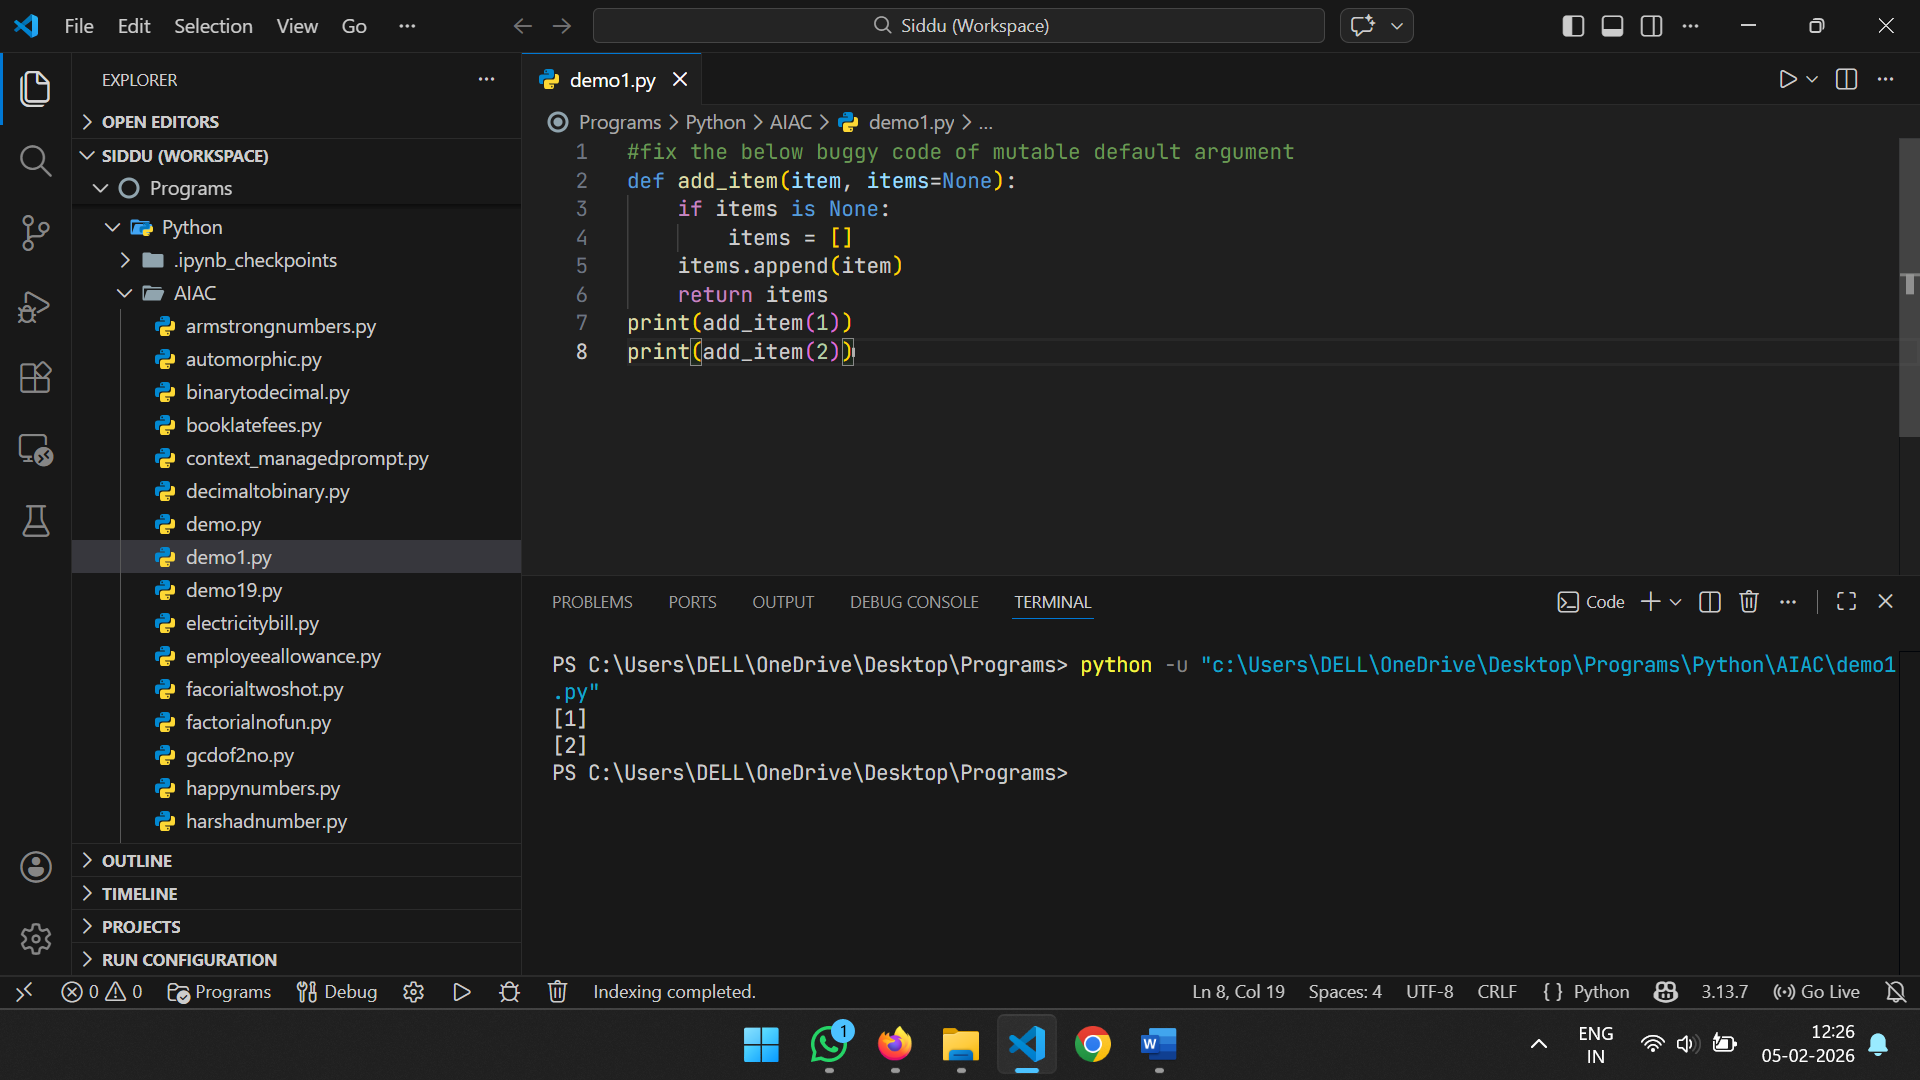 File Edit Selection View Go ···
Siddu (Workspace)
EXPLORER
OPEN EDITORS
SIDDU (WORKSPACE)
Programs
Python
.ipynb_checkpoints
AIAC
armstrongnumbers.py
automorphic.py
binarytodecimal.py
booklatefees.py
context_managedprompt.py
decimaltobinary.py
demo.py
demo1.py
demo19.py
electricitybill.py
employeeallowance.py
facorialtwoshot.py
factorialnofun.py
gcdof2no.py
happynumbers.py
harshadnumber.py
OUTLINE
TIMELINE
PROJECTS
RUN CONFIGURATION
demo1.py
Programs > Python > AIAC > demo1.py > ...
1 #fix the below buggy code of mutable default argument
2 def add_item(item, items=None):
3 if items is None:
4 items = []
5 items.append(item)
6 return items
7 print(add_item(1))
8 print(add_item(2))
PROBLEMS PORTS OUTPUT DEBUG CONSOLE TERMINAL
Code
PS C:\Users\DELL\OneDrive\Desktop\Programs> python -u "c:\Users\DELL\OneDrive\Desktop\Programs\Python\AIAC\demo1
.py"
[1]
[2]
PS C:\Users\DELL\OneDrive\Desktop\Programs>
0 0 Programs Debug Indexing completed. Ln 8, Col 19 Spaces: 4 UTF-8 CRLF {} Python 3.13.7 Go Live
1
W
ENG
IN
12:26
05-02-2026